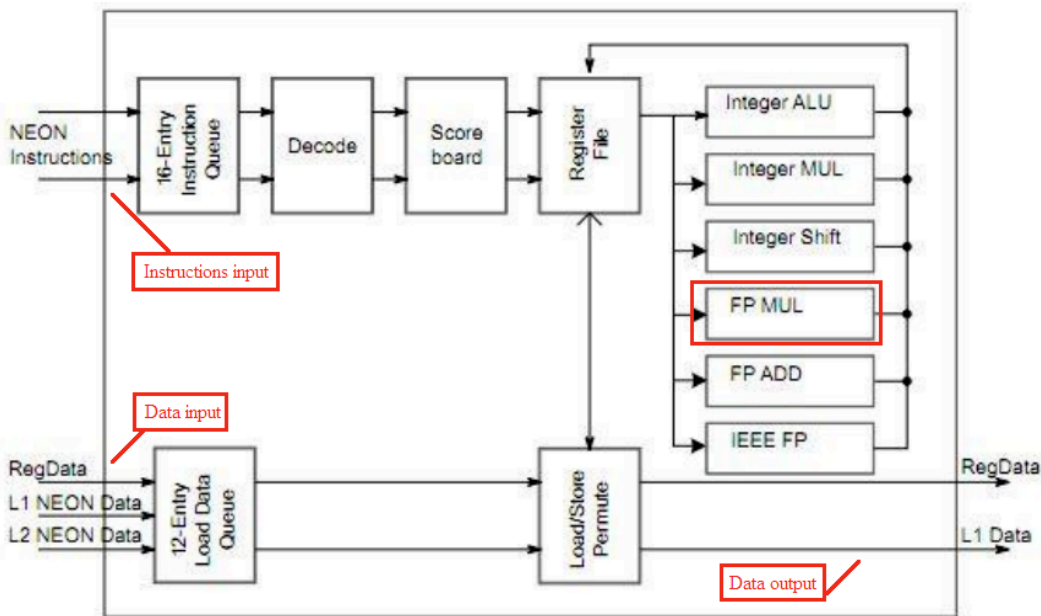 NEON
Instructions
16-Entry
Instruction
Queue
Decode
Score
board
Register
File
Integer ALU
Integer MUL
Integer Shift
FP MUL
FP ADD
IEEE FP
Instructions input
Data input
RegData
L1 NEON Data
L2 NEON Data
12-Entry
Load Data
Queue
Load/Store
Permute
RegData
L1 Data
Data output